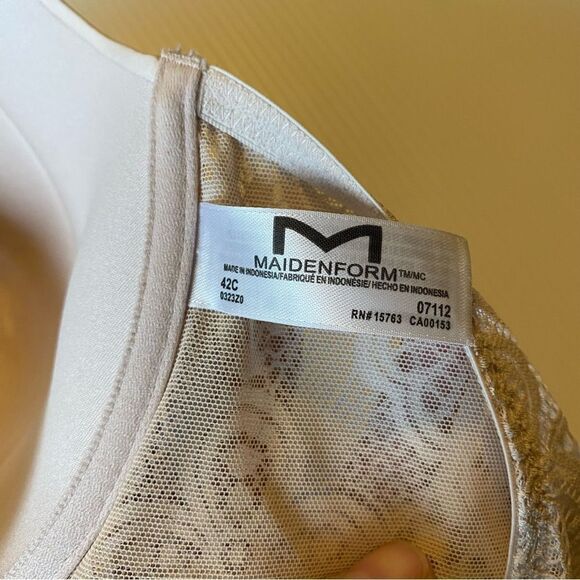 M
MAIDENFORM TM/MC
MADE IN INDONESIA/FABRIQUÉ EN INDONÉSIE/ HECHO EN INDONESIA
42C 07112
0323Z0 RN#15763 CA00153